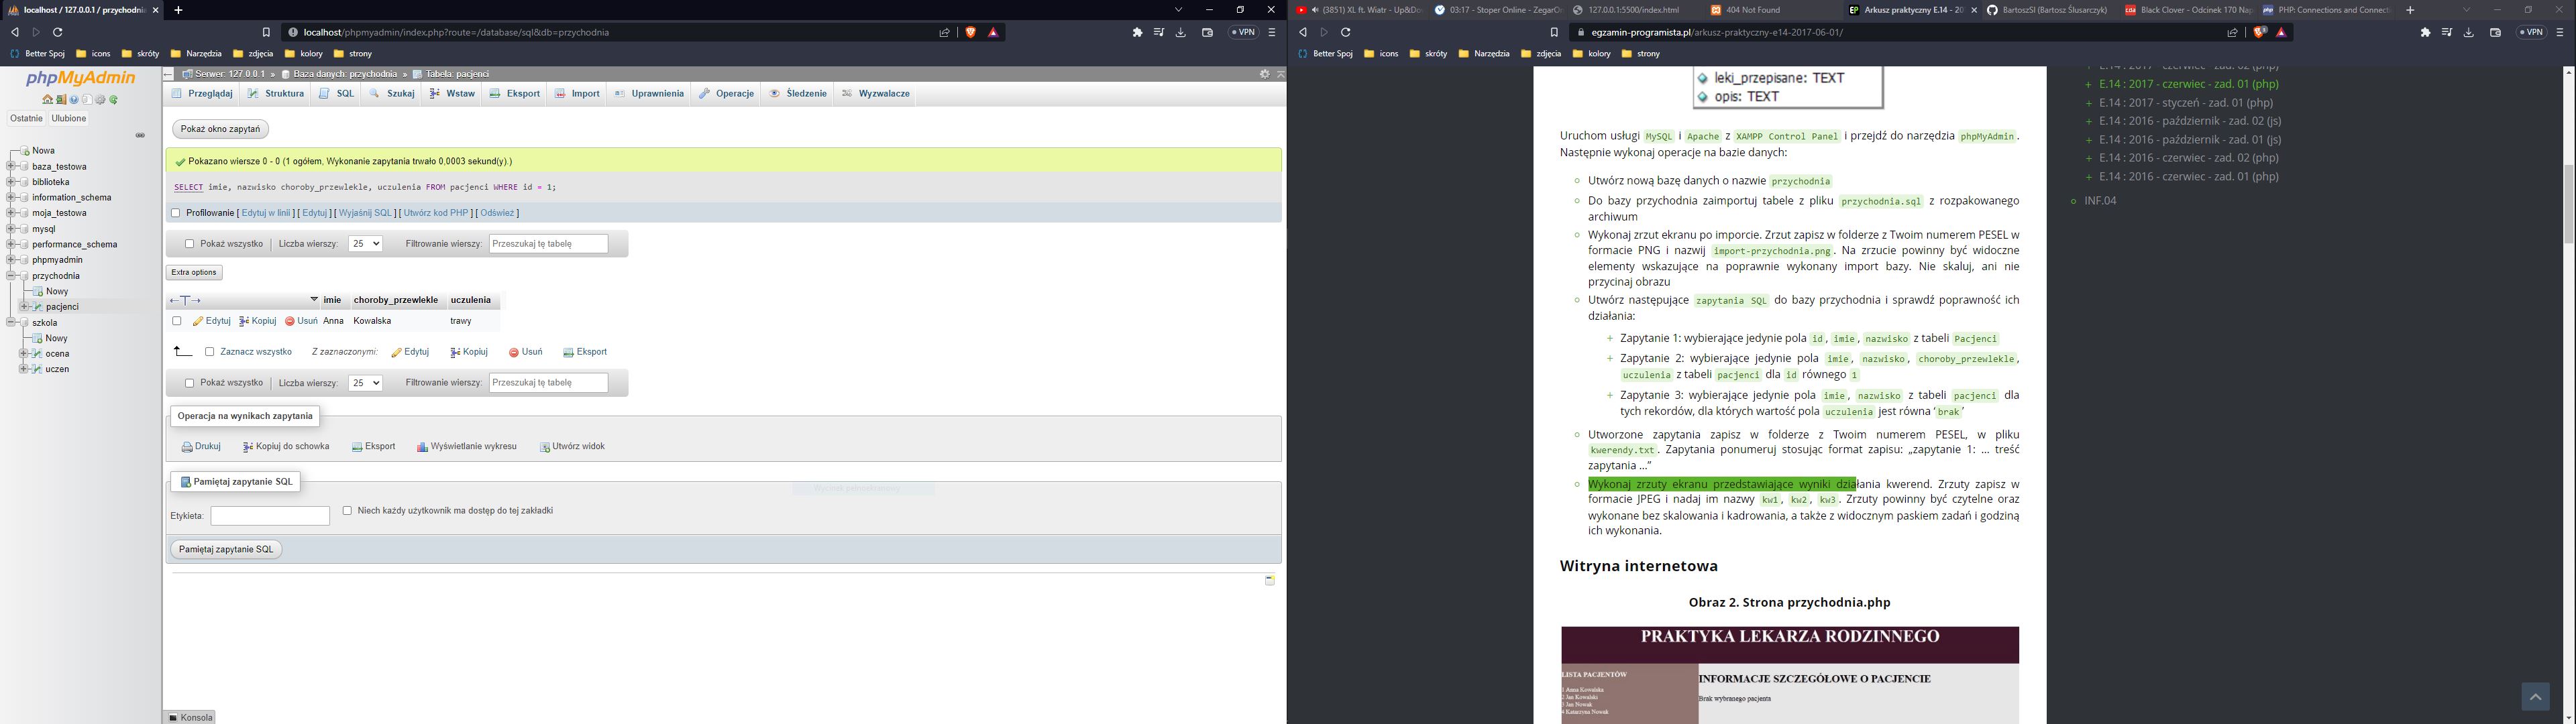 localhost / 127.0.0.1 / przychodnia
localhost/phpmyadmin/index.php?route=/database/sql&db=przychodnia
VPN
Better Spoj
icons
skróty
Narzędzia
zdjęcia
kolory
strony
phpMyAdmin
Ostatnie
Ulubione
Nowa
baza_testowa
biblioteka
information_schema
moja_testowa
mysql
performance_schema
phpmyadmin
przychodnia
Nowy
pacjenci
szkola
Nowy
ocena
uczen
Serwer: 127.0.0.1 » Baza danych: przychodnia » Tabela: pacjenci
Przeglądaj
Struktura
SQL
Szukaj
Wstaw
Eksport
Import
Uprawnienia
Operacje
Śledzenie
Wyzwalacze
Pokaż okno zapytań
Pokazano wiersze 0 - 0 (1 ogółem, Wykonanie zapytania trwało 0,0003 sekund(y).)
SELECT imie, nazwisko choroby_przewlekle, uczulenia FROM pacjenci WHERE id = 1;
Profilowanie [ Edytuj w linii ] [ Edytuj ] [ Wyjaśnij SQL ] [ Utwórz kod PHP ] [ Odśwież ]
Pokaż wszystko
Liczba wierszy:
25
Filtrowanie wierszy:
Przeszukaj tę tabelę
Extra options
←T→
imie
choroby_przewlekle
uczulenia
Edytuj
Kopiuj
Usuń
Anna
Kowalska
trawy
Zaznacz wszystko
Z zaznaczonymi:
Edytuj
Kopiuj
Usuń
Eksport
Pokaż wszystko
Liczba wierszy:
25
Filtrowanie wierszy:
Przeszukaj tę tabelę
Operacja na wynikach zapytania
Drukuj
Kopiuj do schowka
Eksport
Wyświetlanie wykresu
Utwórz widok
Pamiętaj zapytanie SQL
Etykieta:
Niech każdy użytkownik ma dostęp do tej zakładki
Pamiętaj zapytanie SQL
Konsola
(3851) XL ft. Wiatr - Up&Do
03:17 - Stoper Online - ZegarOn
127.0.0.1:5500/index.html
404 Not Found
Arkusz praktyczny E.14 - 20
BartoszSl (Bartosz Ślusarczyk)
Black Clover - Odcinek 170 Nap
PHP: Connections and Connecti
egzamin-programista.pl/arkusz-praktyczny-e14-2017-06-01/
VPN
Better Spoj
icons
skróty
Narzędzia
zdjęcia
kolory
strony
leki_przepisane: TEXT
opis: TEXT
Uruchom usługi MySQL i Apache z XAMPP Control Panel i przejdź do narzędzia phpMyAdmin.
Następnie wykonaj operacje na bazie danych:
Utwórz nową bazę danych o nazwie przychodnia
Do bazy przychodnia zaimportuj tabele z pliku przychodnia.sql z rozpakowanego
archiwum
Wykonaj zrzut ekranu po imporcie. Zrzut zapisz w folderze z Twoim numerem PESEL w
formacie PNG i nazwij import-przychodnia.png. Na zrzucie powinny być widoczne
elementy wskazujące na poprawnie wykonany import bazy. Nie skaluj, ani nie
przycinaj obrazu
Utwórz następujące zapytania SQL do bazy przychodnia i sprawdź poprawność ich
działania:
+ Zapytanie 1: wybierające jedynie pola id, imie, nazwisko z tabeli Pacjenci
+ Zapytanie 2: wybierające jedynie pola imie, nazwisko, choroby_przewlekle,
uczulenia z tabeli pacjenci dla id równego 1
+ Zapytanie 3: wybierające jedynie pola imie, nazwisko z tabeli pacjenci dla
tych rekordów, dla których wartość pola uczulenia jest równa ‘brak’
Utworzone zapytania zapisz w folderze z Twoim numerem PESEL, w pliku
kwerendy.txt. Zapytania ponumeruj stosując format zapisu: „zapytanie 1: … treść
zapytania …”
Wykonaj zrzuty ekranu przedstawiające wyniki działania kwerend. Zrzuty zapisz w
formacie JPEG i nadaj im nazwy kw1, kw2, kw3. Zrzuty powinny być czytelne oraz
wykonane bez skalowania i kadrowania, a także z widocznym paskiem zadań i godziną
ich wykonania.
Witryna internetowa
Obraz 2. Strona przychodnia.php
PRAKTYKA LEKARZA RODZINNEGO
LISTA PACJENTÓW
1 Anna Kowalska
2 Jan Kowalski
3 Jan Nowak
4 Katarzyna Nowak
INFORMACJE SZCZEGÓŁOWE O PACJENCIE
Brak wybranego pacjenta
+ E.14 : 2017 - czerwiec - zad. 02 (php)
+ E.14 : 2017 - czerwiec - zad. 01 (php)
+ E.14 : 2017 - styczeń - zad. 01 (php)
+ E.14 : 2016 - październik - zad. 02 (js)
+ E.14 : 2016 - październik - zad. 01 (js)
+ E.14 : 2016 - czerwiec - zad. 02 (php)
+ E.14 : 2016 - czerwiec - zad. 01 (php)
INF.04